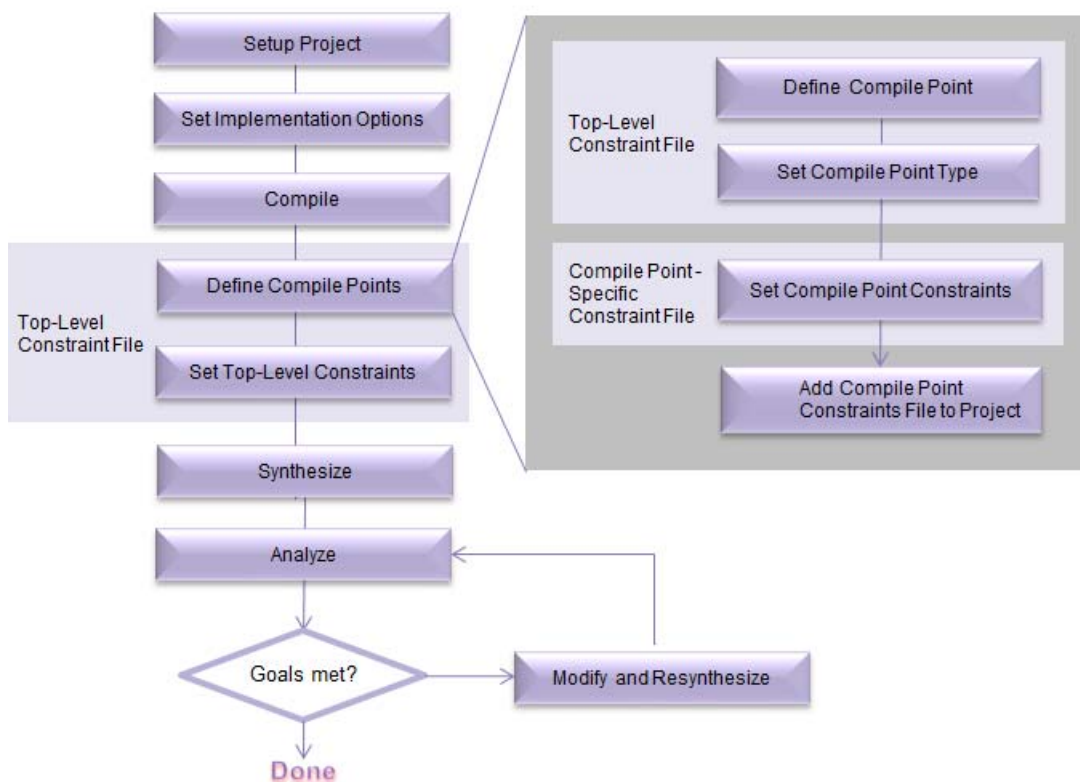 Setup Project
Set Implementation Options
Compile
Top-Level
Constraint File
Define Compile Points
Set Top-Level Constraints
Synthesize
Analyze
Goals met?
Modify and Resynthesize
Done
Top-Level
Constraint File
Define Compile Point
Set Compile Point Type
Compile Point -
Specific
Constraint File
Set Compile Point Constraints
Add Compile Point
Constraints File to Project